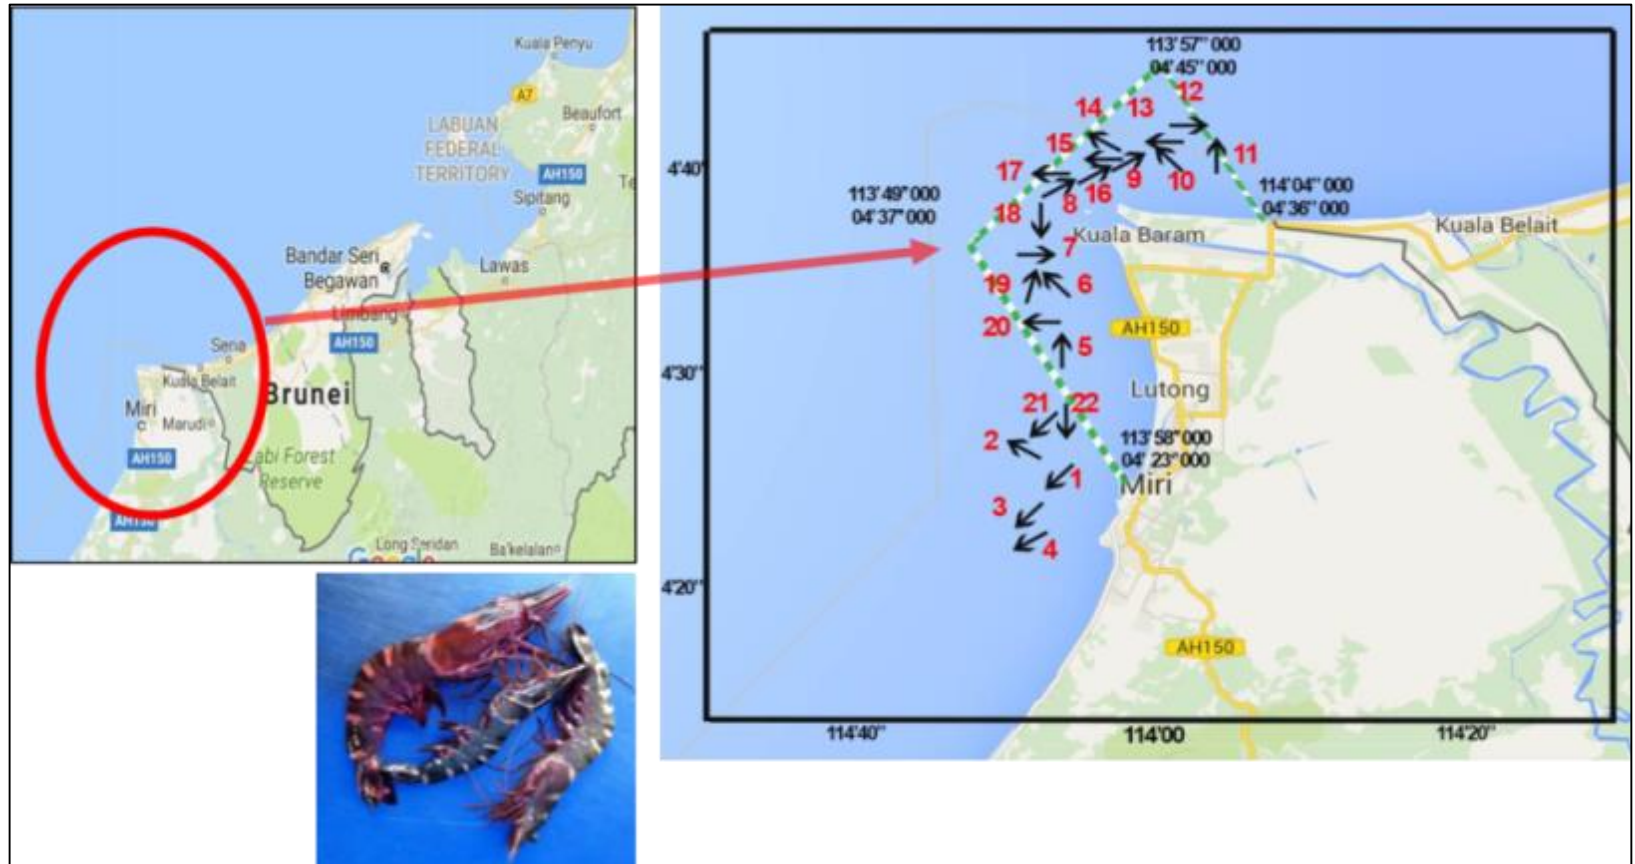 Kuala Penyu
A7
Beaufort
LABUAN
FEDERAL
TERRITORY
AH150
Te
Sipitang
Bandar Seri
Begawan
Lawas
Limbang
AH150
Seria
Kuala Belait
Brunei
Miri
Marudi
AH150
abi Forest
Reserve
AH150
Long Seridan
Ba'kelalan
Google
113'57" 000
04'45" 000
12
14
13
15
11
4'40"
17
9
10
8
16
113'49"000
04'37"000
114'04" 000
04'36" 000
18
Kuala Baram
Kuala Belait
7
19
6
20
AH150
5
4'30"
Lutong
21
22
2
113'58"000
04' 23"000
1
Miri
3
4
4'20"
AH150
114'40"
114'00
114'20"